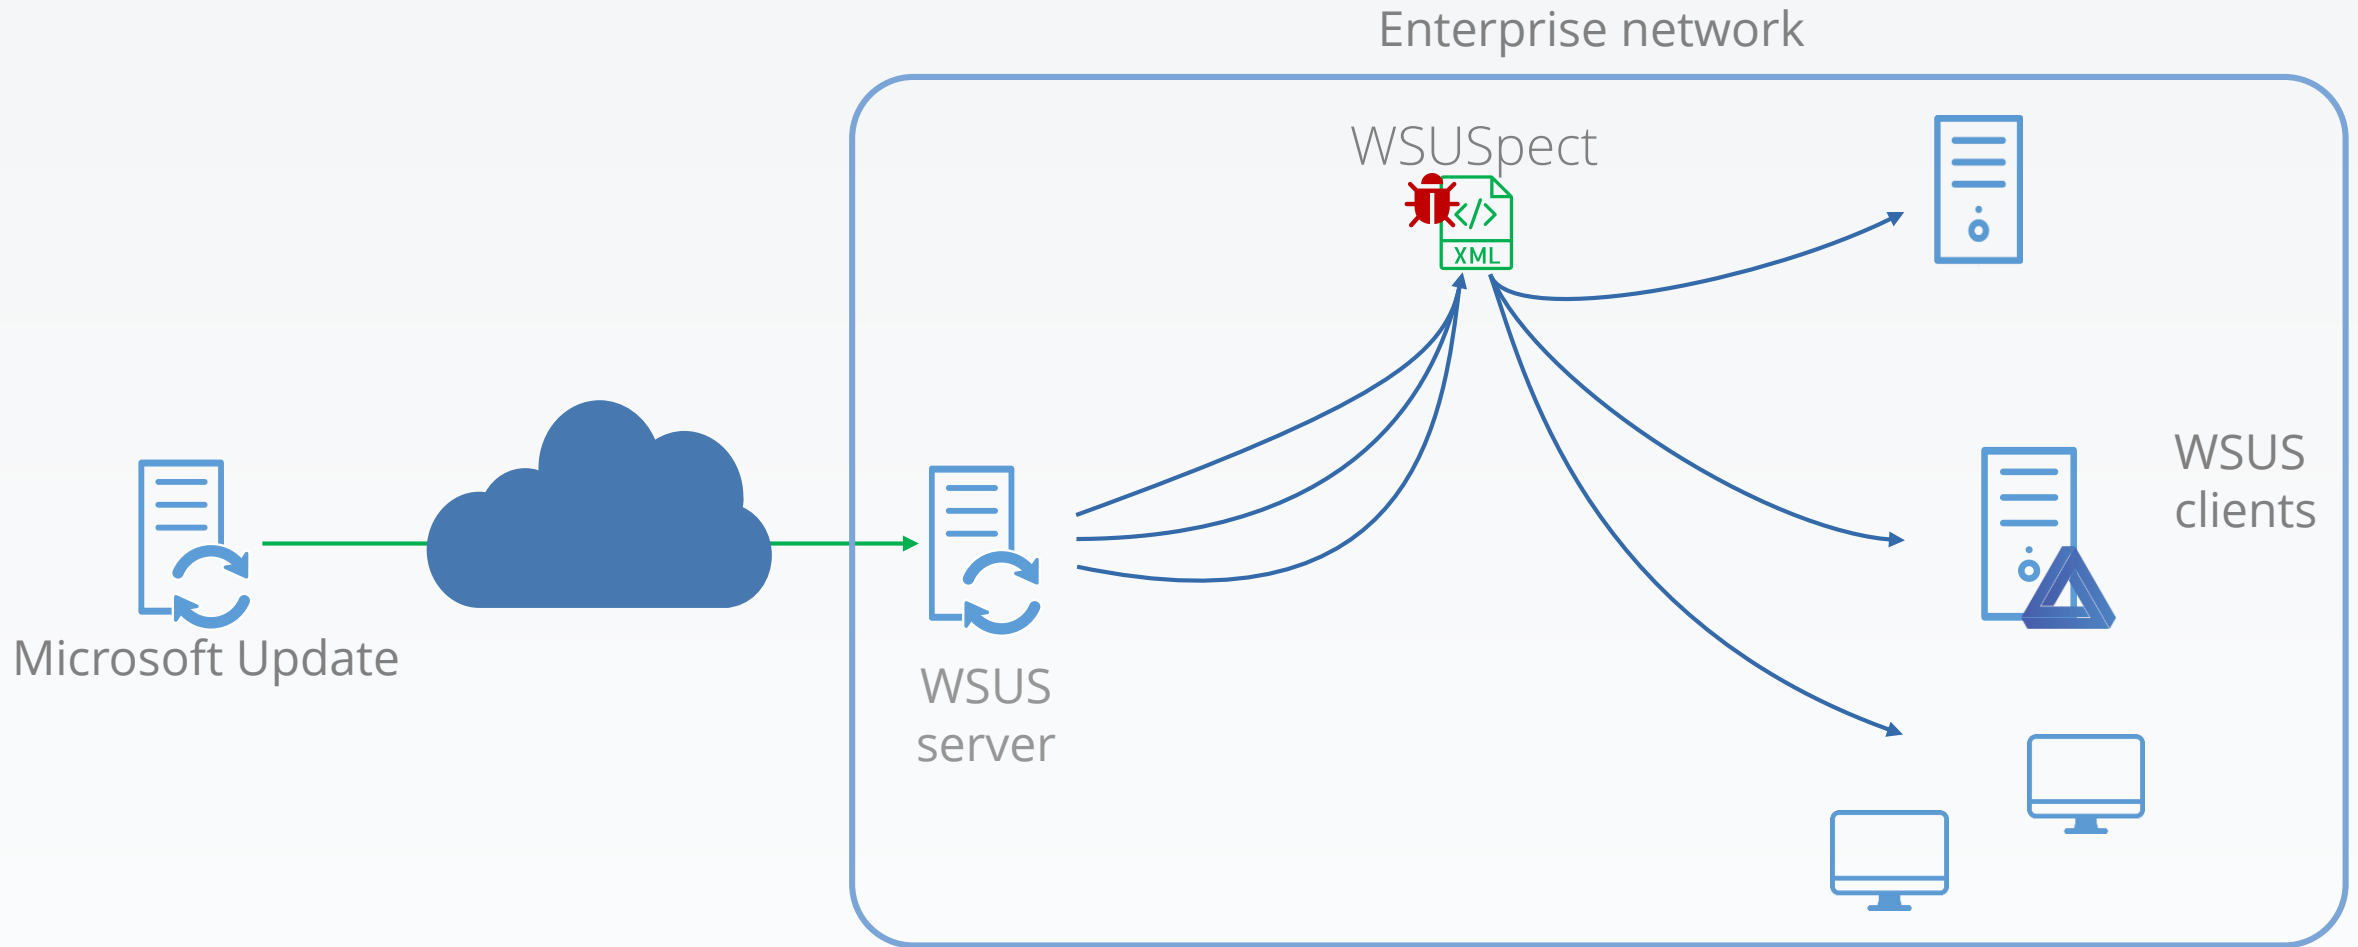 Enterprise network
WSUSpect
XML
WSUS
clients
Microsoft Update
WSUS
server